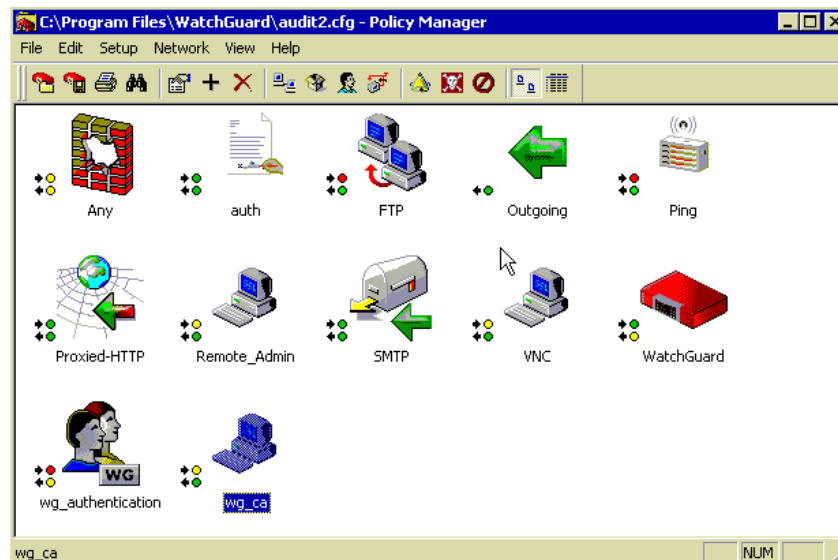 C:\Program Files\WatchGuard\audit2.cfg - Policy Manager
File Edit Setup Network View Help
Any auth FTP Outgoing Ping
Proxied-HTTP Remote_Admin SMTP VNC WatchGuard
WG
wg_authentication wg_ca
wg_ca NUM